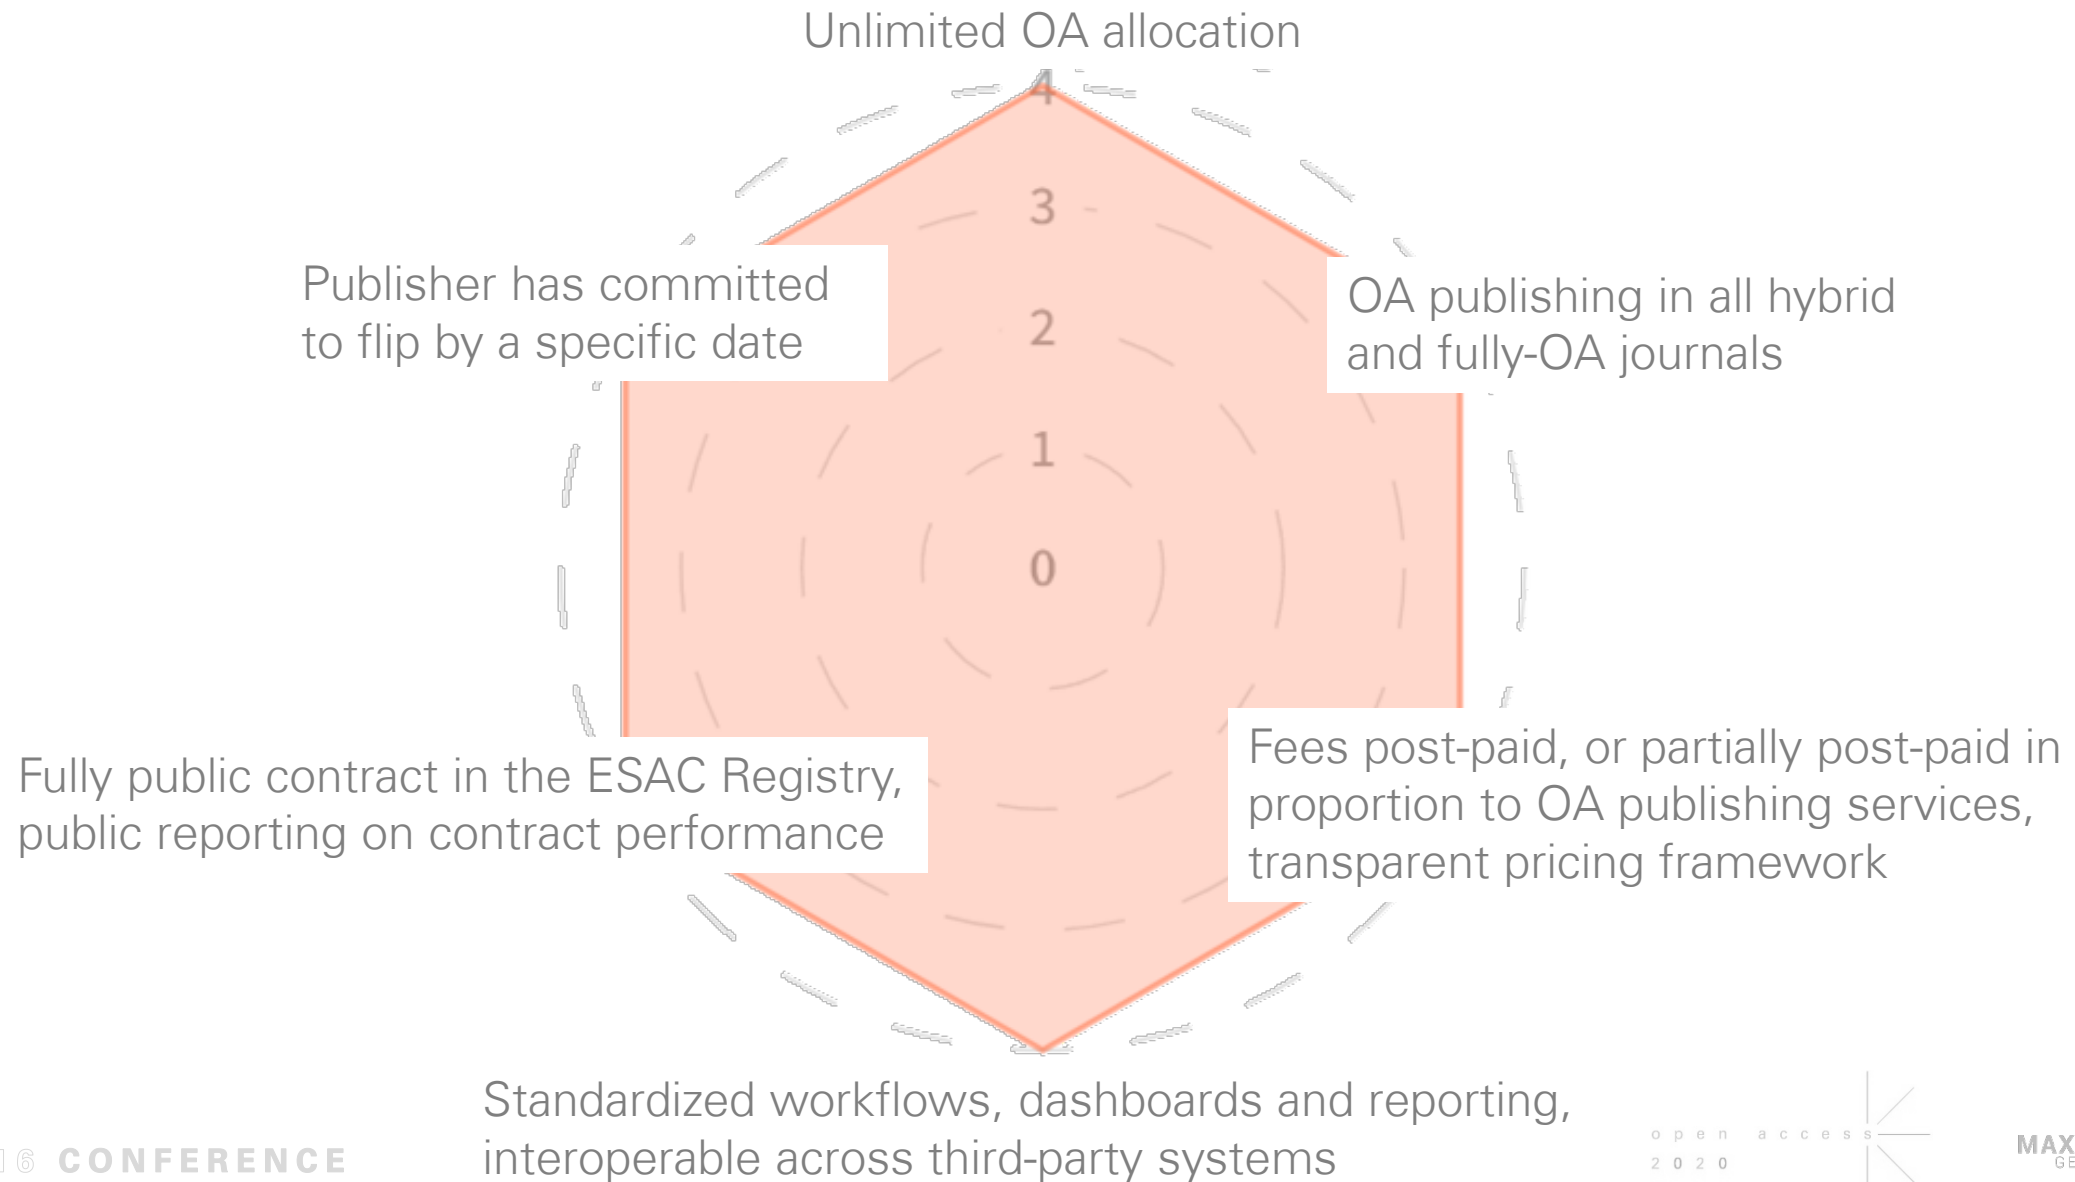 Unlimited OA allocation
4
3
2
1
0
Publisher has committed
to flip by a specific date
OA publishing in all hybrid
and fully-OA journals
Fully public contract in the ESAC Registry,
public reporting on contract performance
Fees post-paid, or partially post-paid in
proportion to OA publishing services,
transparent pricing framework
Standardized workflows, dashboards and reporting,
interoperable across third-party systems
16 CONFERENCE
open access
2020
MAX
GE